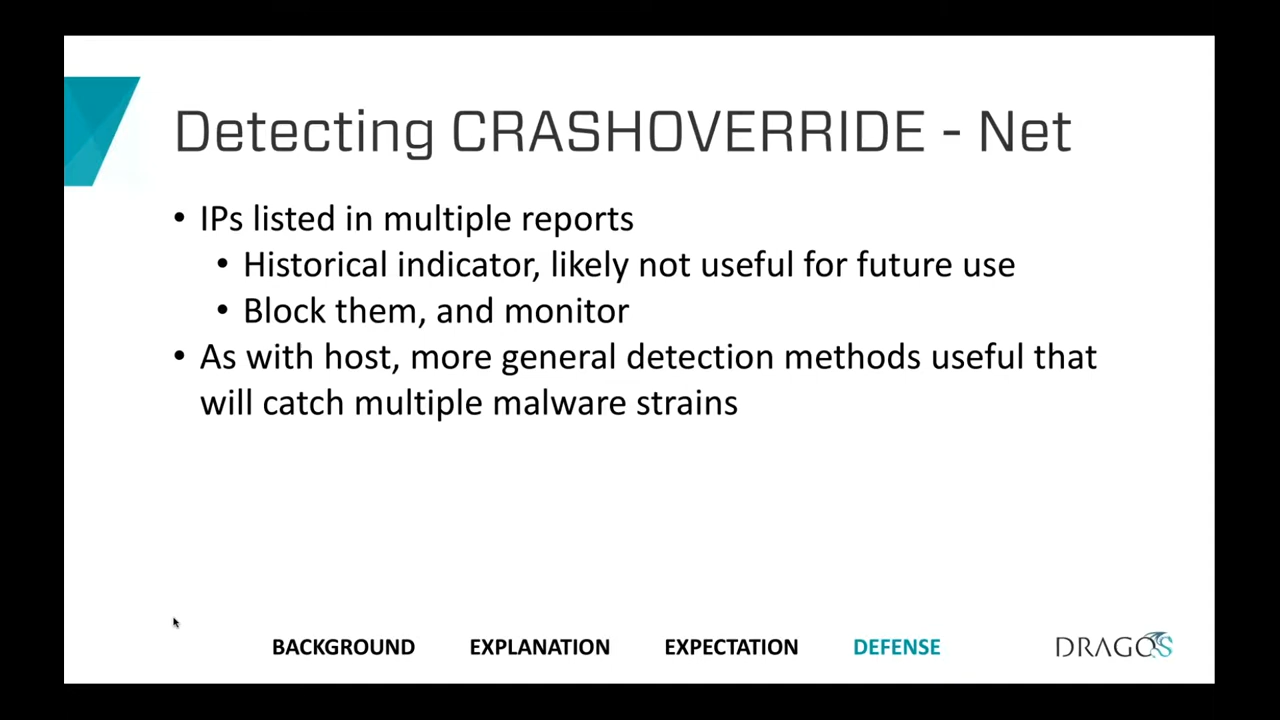 Detecting CRASHOVERRIDE - Net
• IPs listed in multiple reports
• Historical indicator, likely not useful for future use
• Block them, and monitor
• As with host, more general detection methods useful that
will catch multiple malware strains
BACKGROUND EXPLANATION EXPECTATION DEFENSE DRAGOS